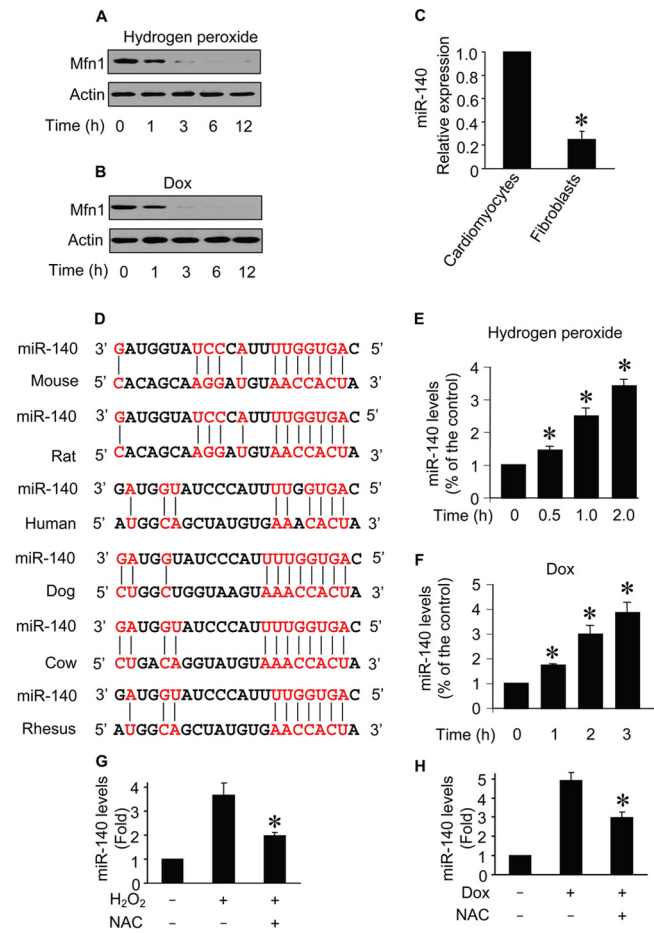 A
Hydrogen peroxide
Mfn1
Actin
Time (h) 0 1 3 6 12
B
Dox
Mfn1
Actin
Time (h) 0 1 3 6 12
C
miR-140
Relative expression
1.0
0.8
0.6
0.4
0.2
0
*
Cardiomyocytes
Fibroblasts
D
miR-140 3’ GAUGGUAUCCCAUUUUGGUGAC 5’
Mouse 5’ CACAGCAAGGAUGUAACCACUA 3’
miR-140 3’ GAUGGUAUCCCAUUUUGGUGAC 5’
Rat 5’ CACAGCAAGGAUGUAACCACUA 3’
miR-140 3’ GAUGGUAUCCCAUUUUGGUGAC 5’
Human 5’ AUGGCAGCUAUGUGAAACACUA 3’
miR-140 3’ GAUGGUAUCCCAUUUUGGUGAC 5’
Dog 5’ CUGGCUGGUAAGUAAACCACUA 3’
miR-140 3’ GAUGGUAUCCCAUUUUGGUGAC 5’
Cow 5’ CUGACAGGUAUGUAAACCACUA 3’
miR-140 3’ GAUGGUAUCCCAUUUUGGUGAC 5’
Rhesus 5’ AUGGCAGCUAUGUGAACCACUA 3’
E
Hydrogen peroxide
miR-140 levels
(% of the control)
4
3
2
1
0
* * *
Time (h) 0 0.5 1.0 2.0
F
Dox
miR-140 levels
(% of the control)
5
4
3
2
1
0
* * *
Time (h) 0 1 2 3
G
miR-140 levels
(Fold)
4
3
2
1
0
*
H₂O₂ – + +
NAC – – +
H
miR-140 levels
(Fold)
5
4
3
2
1
0
*
Dox – + +
NAC – – +